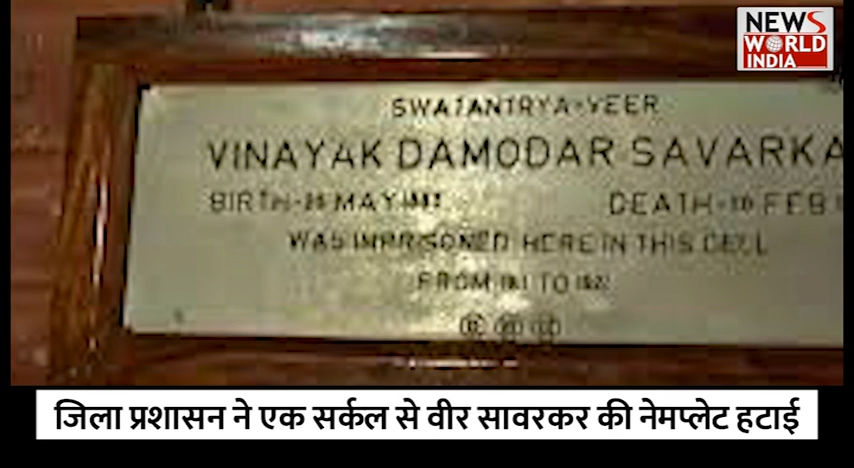 NEWS
WORLD
INDIA
SWATANTRYA-VEER
VINAYAK DAMODAR SAVARKA
BIRTH- MAY
DEATH- FEB
WAS IMPRISONED HERE IN THIS CELL
FROM TO
जिला प्रशासन ने एक सर्कल से वीर सावरकर की नेमप्लेट हटाई